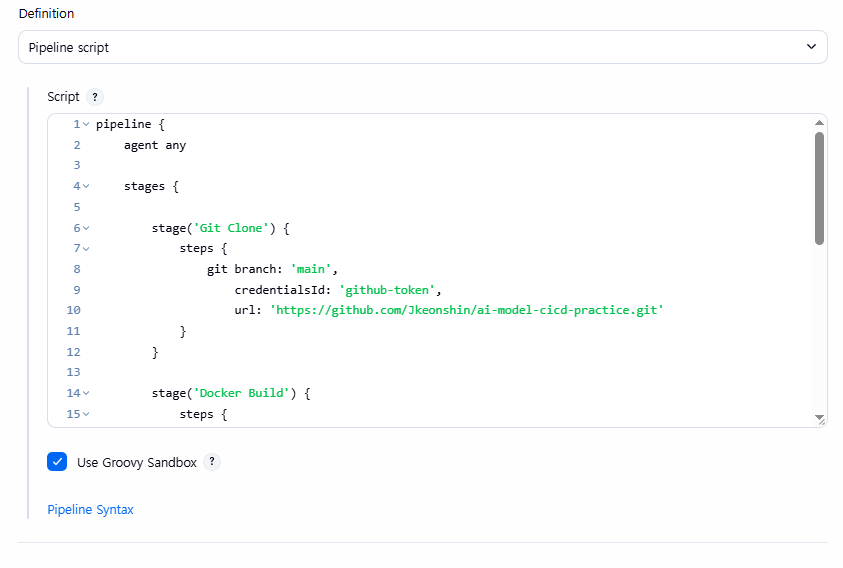 Definition
Pipeline script
Script ?
1 pipeline {
2     agent any
3
4     stages {
5
6         stage('Git Clone') {
7             steps {
8                 git branch: 'main',
9                     credentialsId: 'github-token',
10                     url: 'https://github.com/Jkeonshin/ai-model-cicd-practice.git'
11             }
12         }
13
14         stage('Docker Build') {
15             steps {
Use Groovy Sandbox ?
Pipeline Syntax